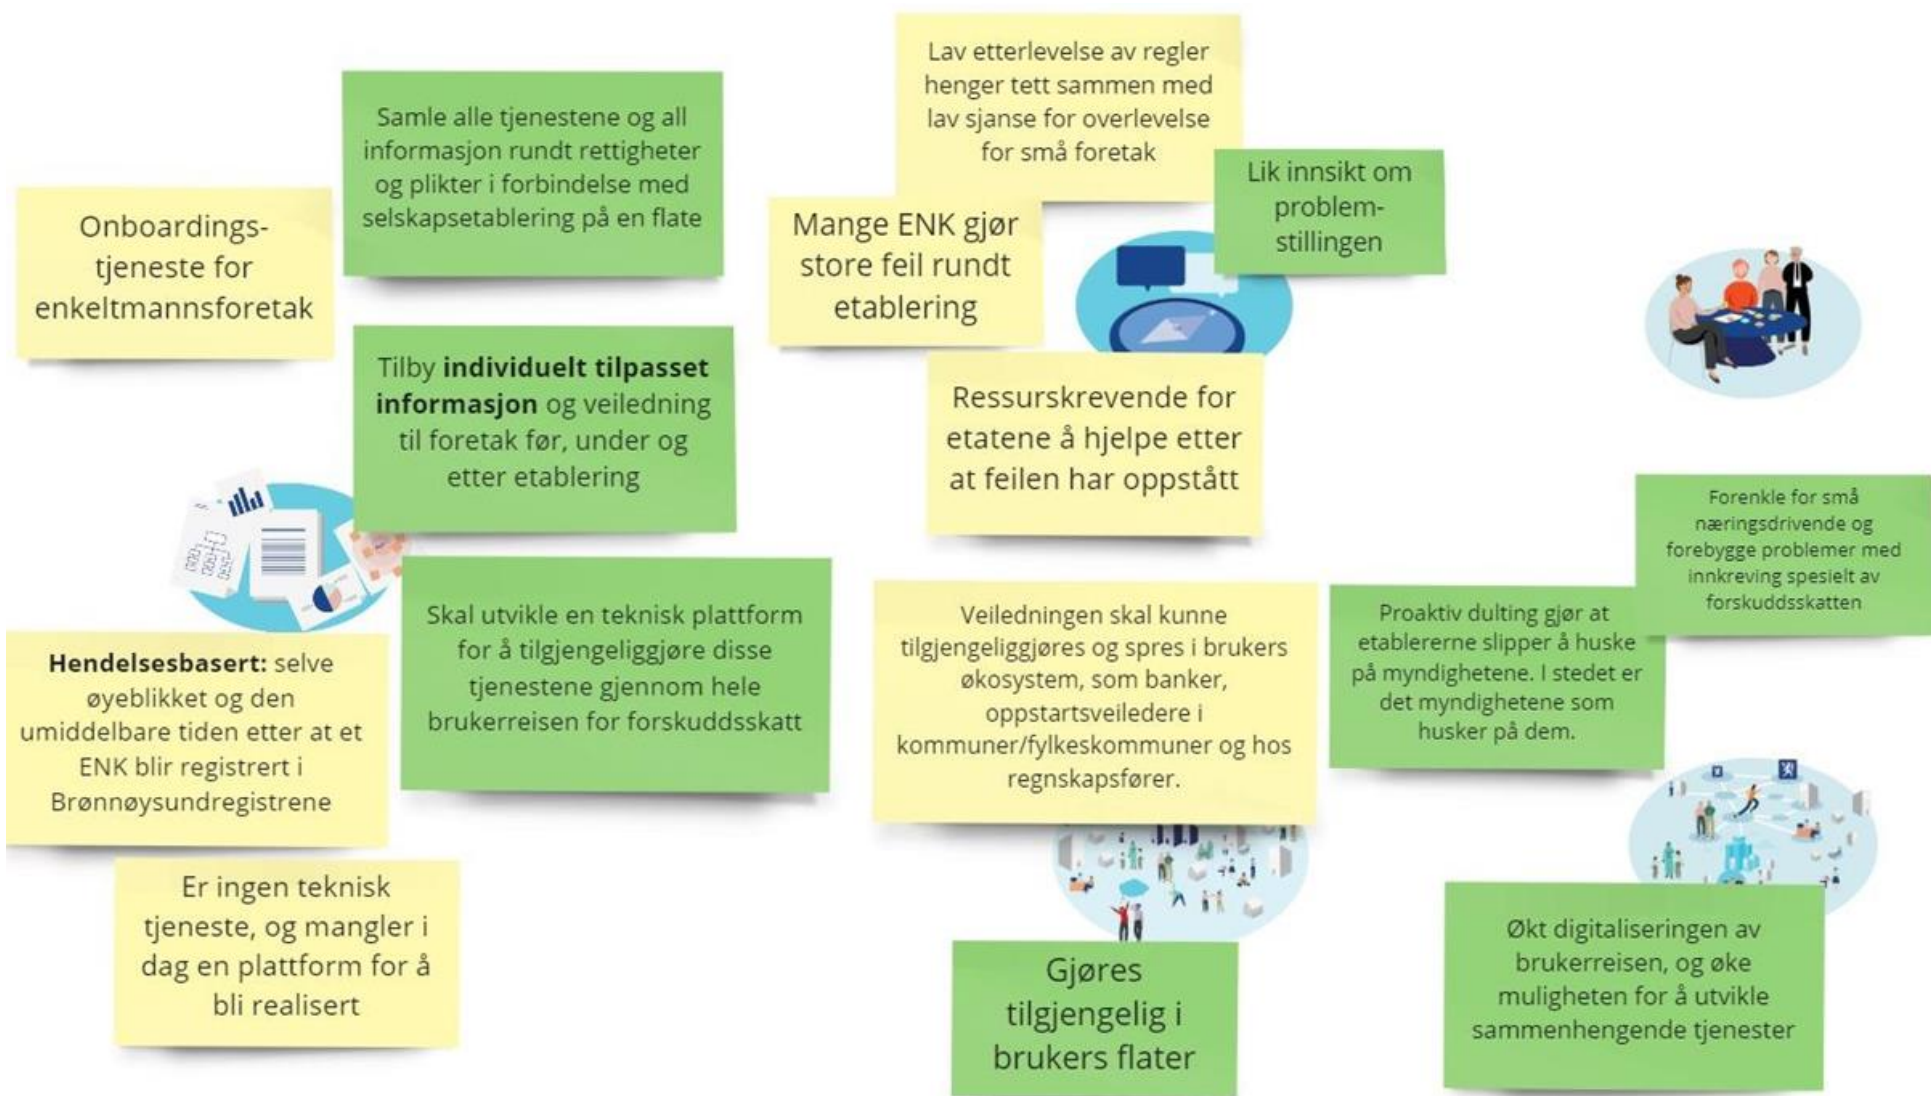 Onboardings-
tjeneste for
enkeltmannsforetak
Samle alle tjenestene og all
informasjon rundt rettigheter
og plikter i forbindelse med
selskapsetablering på en flate
Tilby individuelt tilpasset
informasjon og veiledning
til foretak før, under og
etter etablering
Skal utvikle en teknisk plattform
for å tilgjengeliggjøre disse
tjenestene gjennom hele
brukerreisen for forskuddsskatt
Hendelsesbasert: selve
øyeblikket og den
umiddelbare tiden etter at et
ENK blir registrert i
Brønnøysundregistrene
Er ingen teknisk
tjeneste, og mangler i
dag en plattform for å
bli realisert
Lav etterlevelse av regler
henger tett sammen med
lav sjanse for overlevelse
for små foretak
Lik innsikt om
problem-
stillingen
Mange ENK gjør
store feil rundt
etablering
Ressurskrevende for
etatene å hjelpe etter
at feilen har oppstått
Veiledningen skal kunne
tilgjengeliggjøres og spres i brukers
økosystem, som banker,
oppstartsveiledere i
kommuner/fylkeskommuner og hos
regnskapsfører.
Gjøres
tilgjengelig i
brukers flater
Forenkle for små
næringsdrivende og
forebygge problemer med
innkreving spesielt av
forskuddsskatten
Proaktiv dulting gjør at
etablererne slipper å huske
på myndighetene. I stedet er
det myndighetene som
husker på dem.
Økt digitaliseringen av
brukerreisen, og øke
muligheten for å utvikle
sammenhengende tjenester